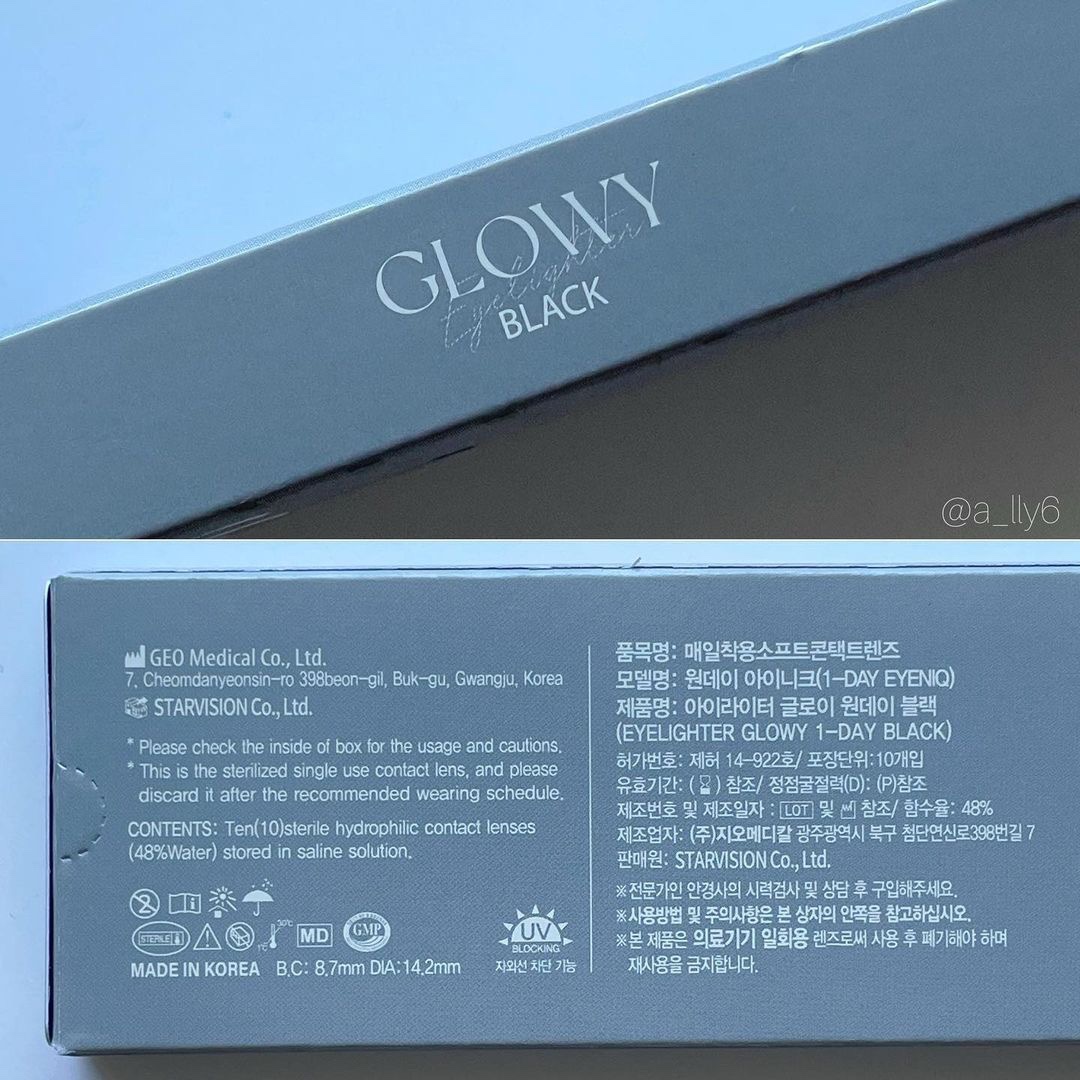 GLOWY
Eyelighter
BLACK
@a_lly6
GEO Medical Co., Ltd.
7, Cheomdanyeonsin-ro 398beon-gil, Buk-gu, Gwangju, Korea
STARVISION Co., Ltd.
* Please check the inside of box for the usage and cautions.
* This is the sterilized single use contact lens, and please
discard it after the recommended wearing schedule.
CONTENTS: Ten(10)sterile hydrophilic contact lenses
(48%Water) stored in saline solution.
2
STERILE
1℃
30℃
MD
GMP
MADE IN KOREA B.C: 8.7mm DIA:14.2mm
UV
BLOCKING
자외선 차단 기능
품목명: 매일착용소프트콘택트렌즈
모델명: 원데이 아이니크(1-DAY EYENIQ)
제품명: 아이라이터 글로이 원데이 블랙
(EYELIGHTER GLOWY 1-DAY BLACK)
허가번호: 제허 14-922호/ 포장단위:10개입
유효기간: ( ) 참조/ 정점굴절력(D): (P)참조
제조번호 및 제조일자 : LOT 및 참조/ 함수율: 48%
제조업자: (주)지오메디칼 광주광역시 북구 첨단연신로398번길 7
판매원: STARVISION Co., Ltd.
※전문가인 안경사의 시력검사 및 상담 후 구입해주세요.
※사용방법 및 주의사항은 본 상자의 안쪽을 참고하십시오.
※본 제품은 의료기기 일회용 렌즈로써 사용 후 폐기해야 하며
재사용을 금지합니다.